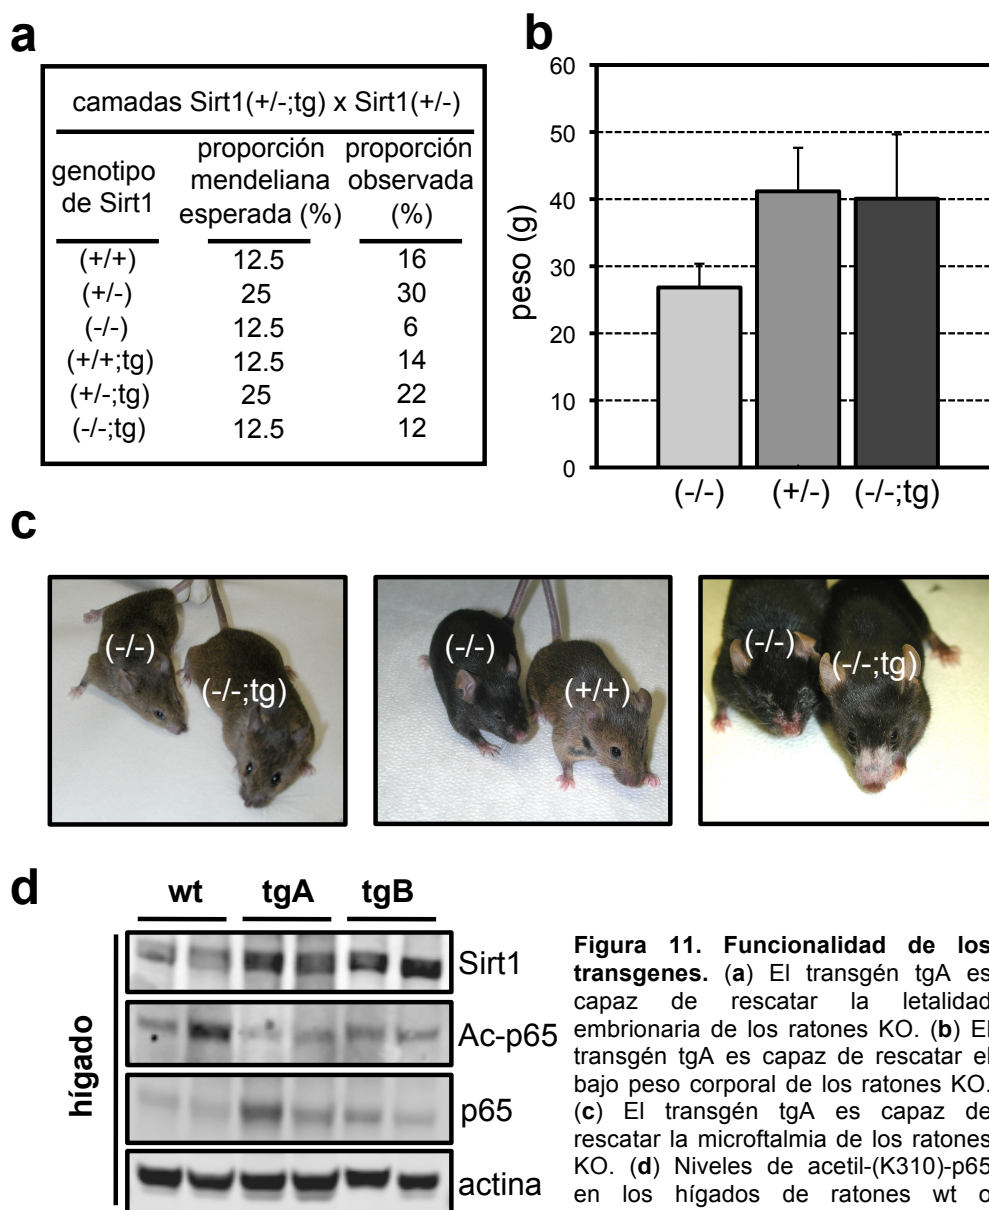 a
camadas Sirt1(+/-;tg) x Sirt1(+/-)
genotipo de Sirt1
proporción mendeliana esperada (%)
proporción observada (%)
(+/+) 12.5 16
(+/-) 25 30
(-/-) 12.5 6
(+/+;tg) 12.5 14
(+/-;tg) 25 22
(-/-;tg) 12.5 12
b
peso (g)
60
50
40
30
20
10
0
(-/-) (+/-) (-/-;tg)
c
(-/-)
(-/-;tg)
(-/-)
(+/+)
(-/-)
(-/-;tg)
d
wt tgA tgB
hígado
Sirt1
Ac-p65
p65
actina
Figura 11. Funcionalidad de los
transgenes. (a) El transgén tgA es
capaz de rescatar la letalidad
embrionaria de los ratones KO. (b) El
transgén tgA es capaz de rescatar el
bajo peso corporal de los ratones KO.
(c) El transgén tgA es capaz de
rescatar la microftalmia de los ratones
KO. (d) Niveles de acetil-(K310)-p65
en los hígados de ratones wt o